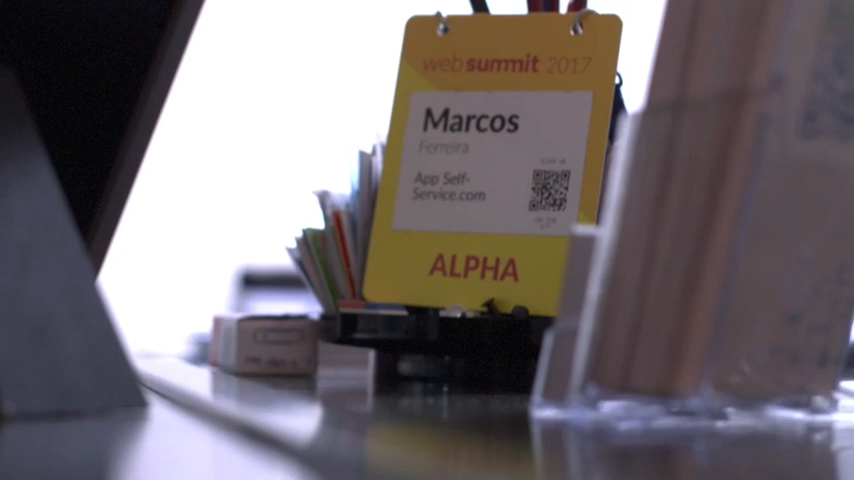 web summit 2017
Marcos
Ferreira
App Self-
Service.com
ALPHA